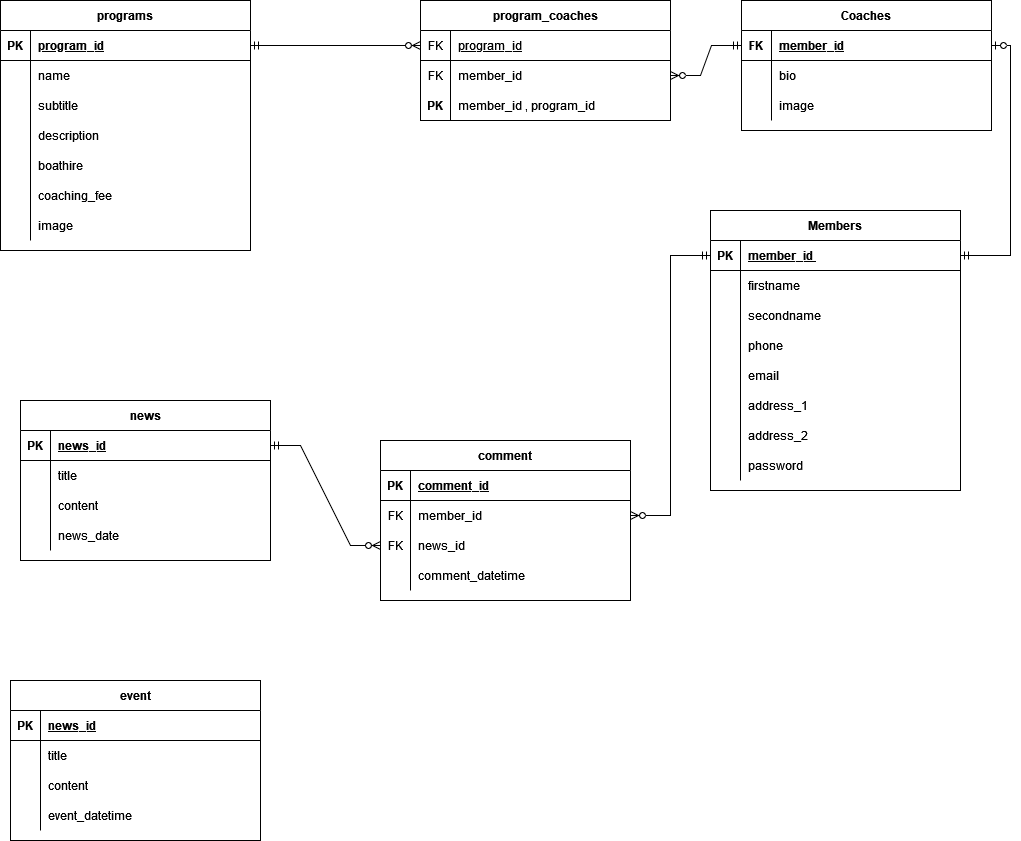 programs
PK program_id
name
subtitle
description
boathire
coaching_fee
image
program_coaches
FK program_id
FK member_id
PK member_id , program_id
Coaches
FK member_id
bio
image
Members
PK member_id
firstname
secondname
phone
email
address_1
address_2
password
news
PK news_id
title
content
news_date
comment
PK comment_id
FK member_id
FK news_id
comment_datetime
event
PK news_id
title
content
event_datetime